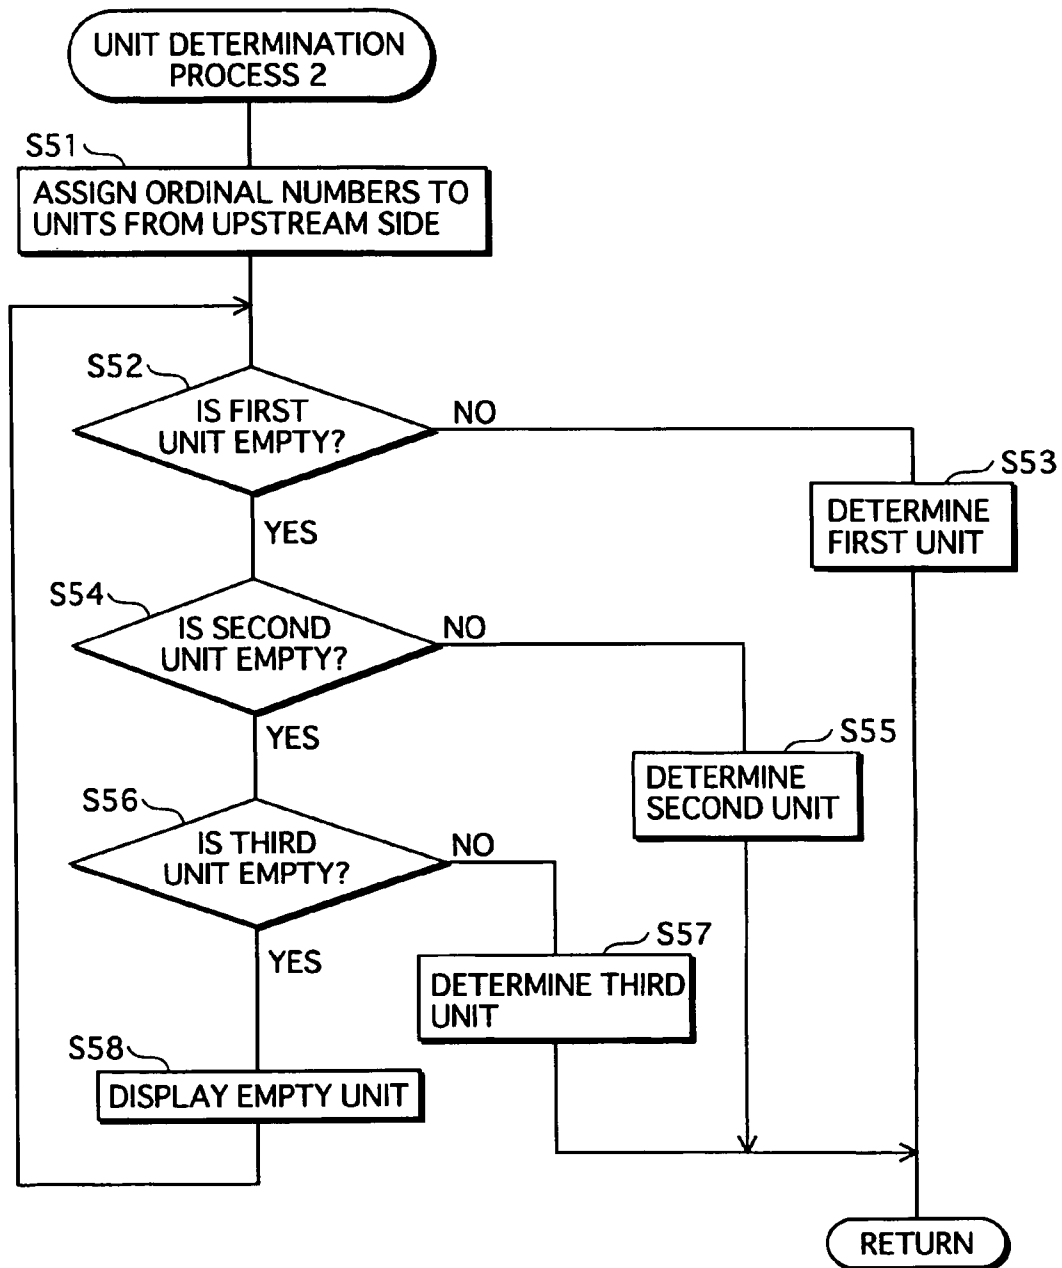 UNIT DETERMINATION
PROCESS 2
S51
ASSIGN ORDINAL NUMBERS TO
UNITS FROM UPSTREAM SIDE
S52
IS FIRST
UNIT EMPTY?
NO
YES
S53
DETERMINE
FIRST UNIT
S54
IS SECOND
UNIT EMPTY?
NO
YES
S55
DETERMINE
SECOND UNIT
S56
IS THIRD
UNIT EMPTY?
NO
YES
S57
DETERMINE THIRD
UNIT
S58
DISPLAY EMPTY UNIT
RETURN